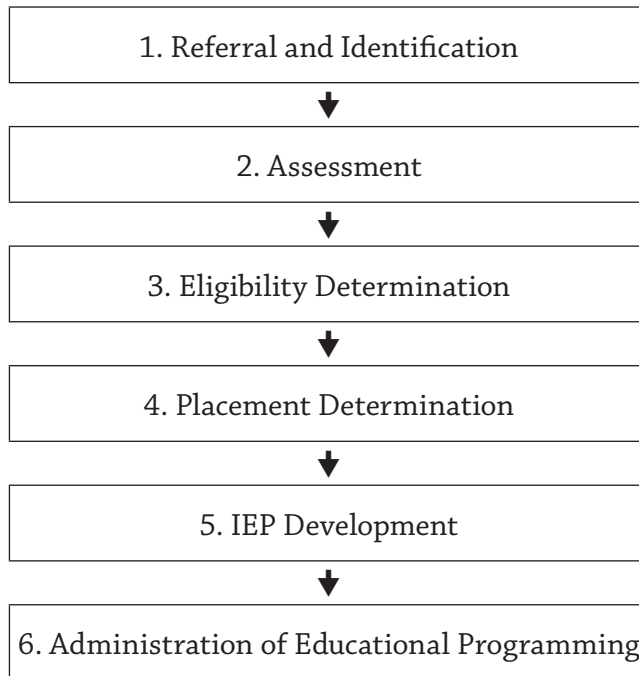 1. Referral and Identification
2. Assessment
3. Eligibility Determination
4. Placement Determination
5. IEP Development
6. Administration of Educational Programming